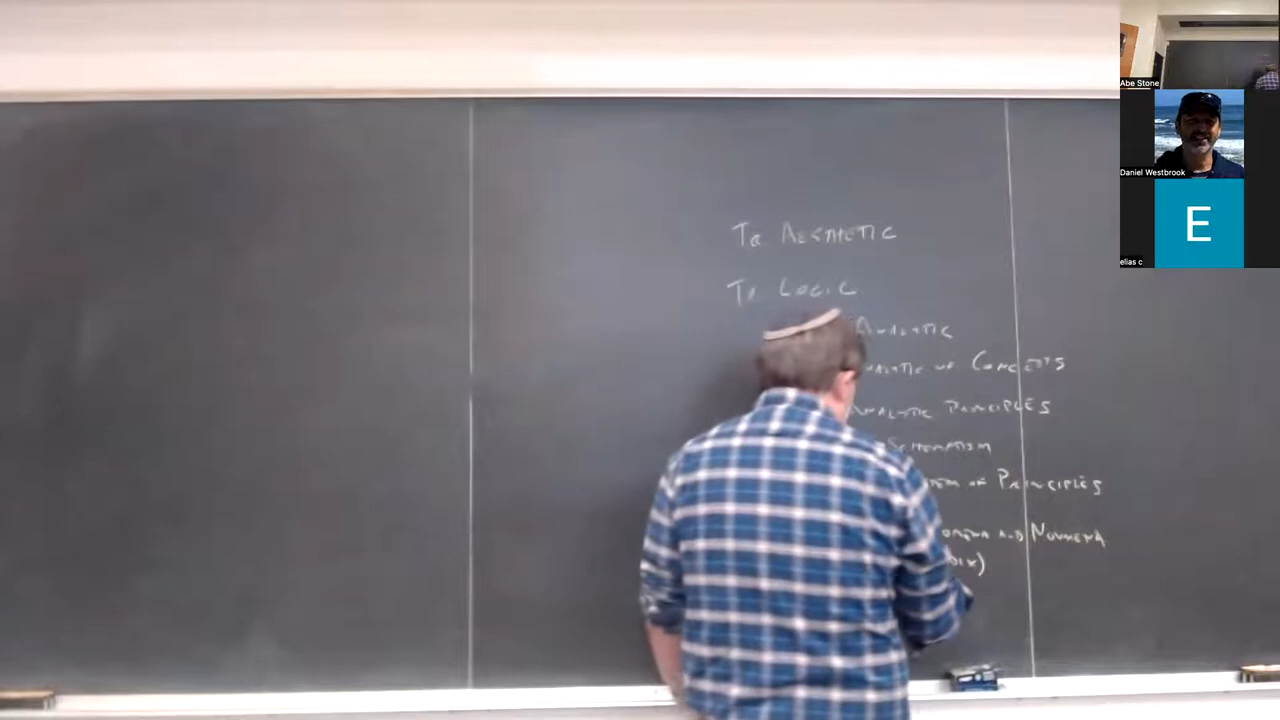 Tr AESTHETIC
Tr LOGIC
ANALYTIC
OF CONCEPTS
ANALYTIC PRINCIPLES
SCHEMATISM
OF PRINCIPLES
AND NOUMENA
DIX)
Abe Stone
Daniel Westbrook
E
elias c